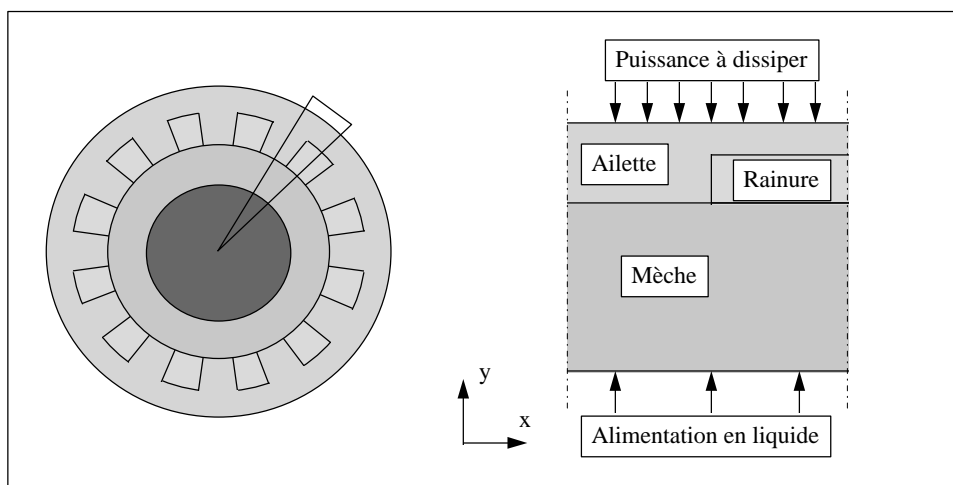 Puissance à dissiper
Ailette
Rainure
Mèche
y
x
Alimentation en liquide